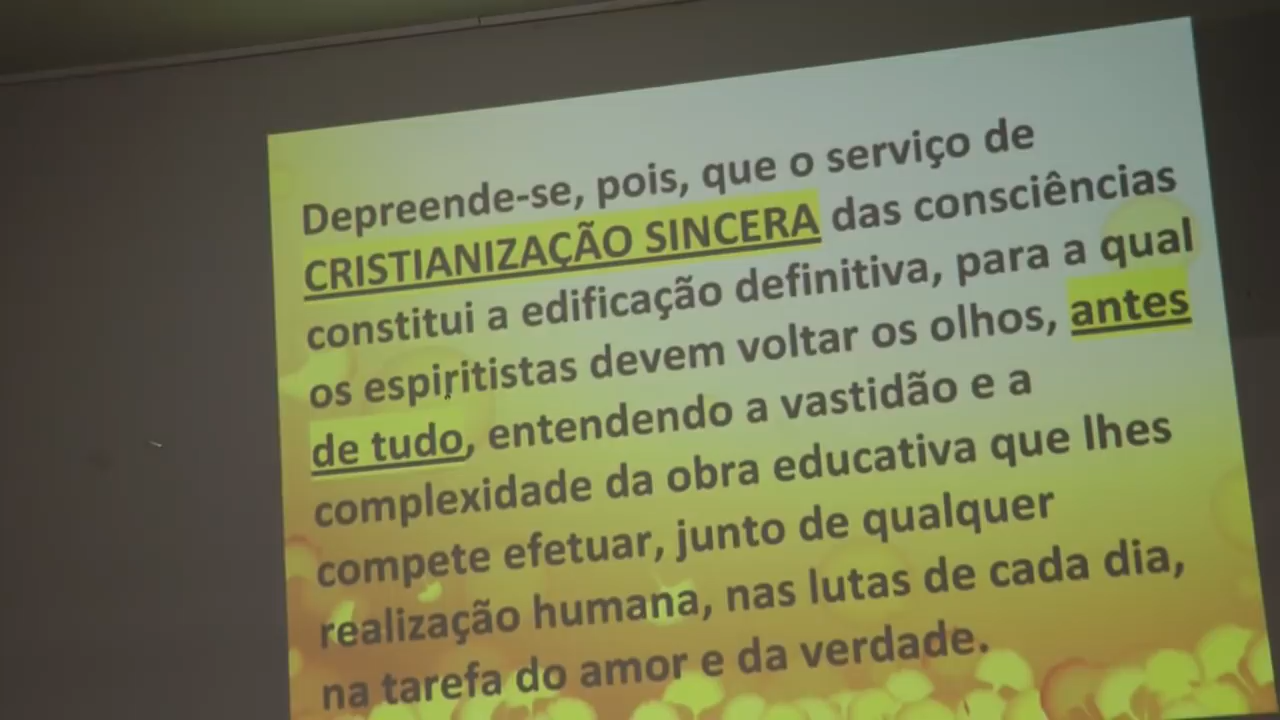 Depreende-se, pois, que o serviço de
CRISTIANIZAÇÃO SINCERA das consciências
constitui a edificação definitiva, para a qual
os espiritistas devem voltar os olhos, antes
de tudo, entendendo a vastidão e a
complexidade da obra educativa que lhes
compete efetuar, junto de qualquer
realização humana, nas lutas de cada dia,
na tarefa do amor e da verdade.